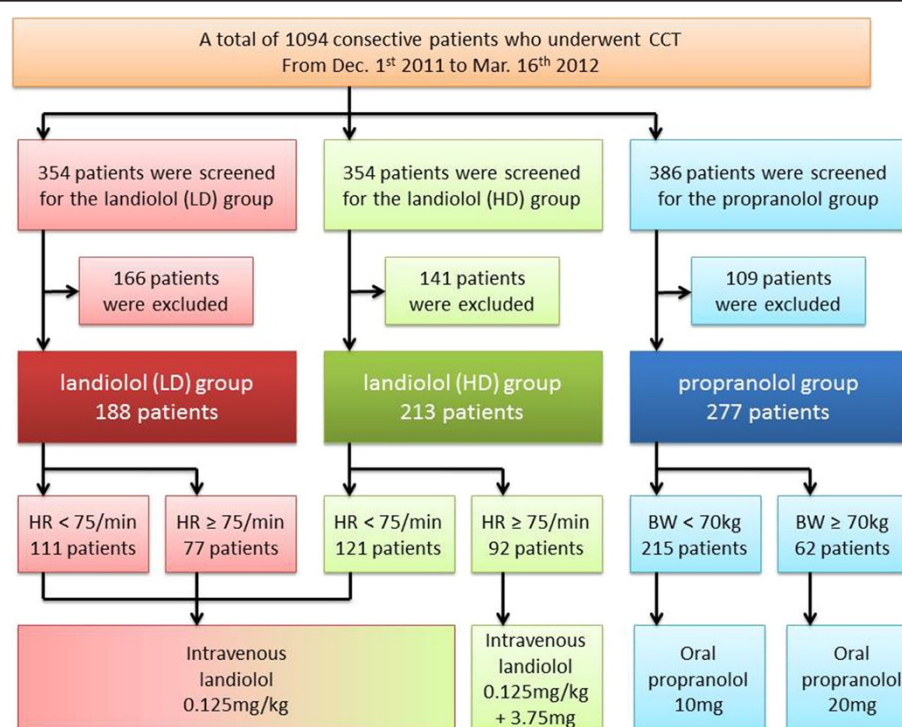 A total of 1094 consective patients who underwent CCT
From Dec. 1st 2011 to Mar. 16th 2012
354 patients were screened
for the landiolol (LD) group
354 patients were screened
for the landiolol (HD) group
386 patients were screened
for the propranolol group
166 patients
were excluded
141 patients
were excluded
109 patients
were excluded
landiolol (LD) group
188 patients
landiolol (HD) group
213 patients
propranolol group
277 patients
HR < 75/min
111 patients
HR ≥ 75/min
77 patients
HR < 75/min
121 patients
HR ≥ 75/min
92 patients
BW < 70kg
215 patients
BW ≥ 70kg
62 patients
Intravenous
landiolol
0.125mg/kg
Intravenous
landiolol
0.125mg/kg
+ 3.75mg
Oral
propranolol
10mg
Oral
propranolol
20mg